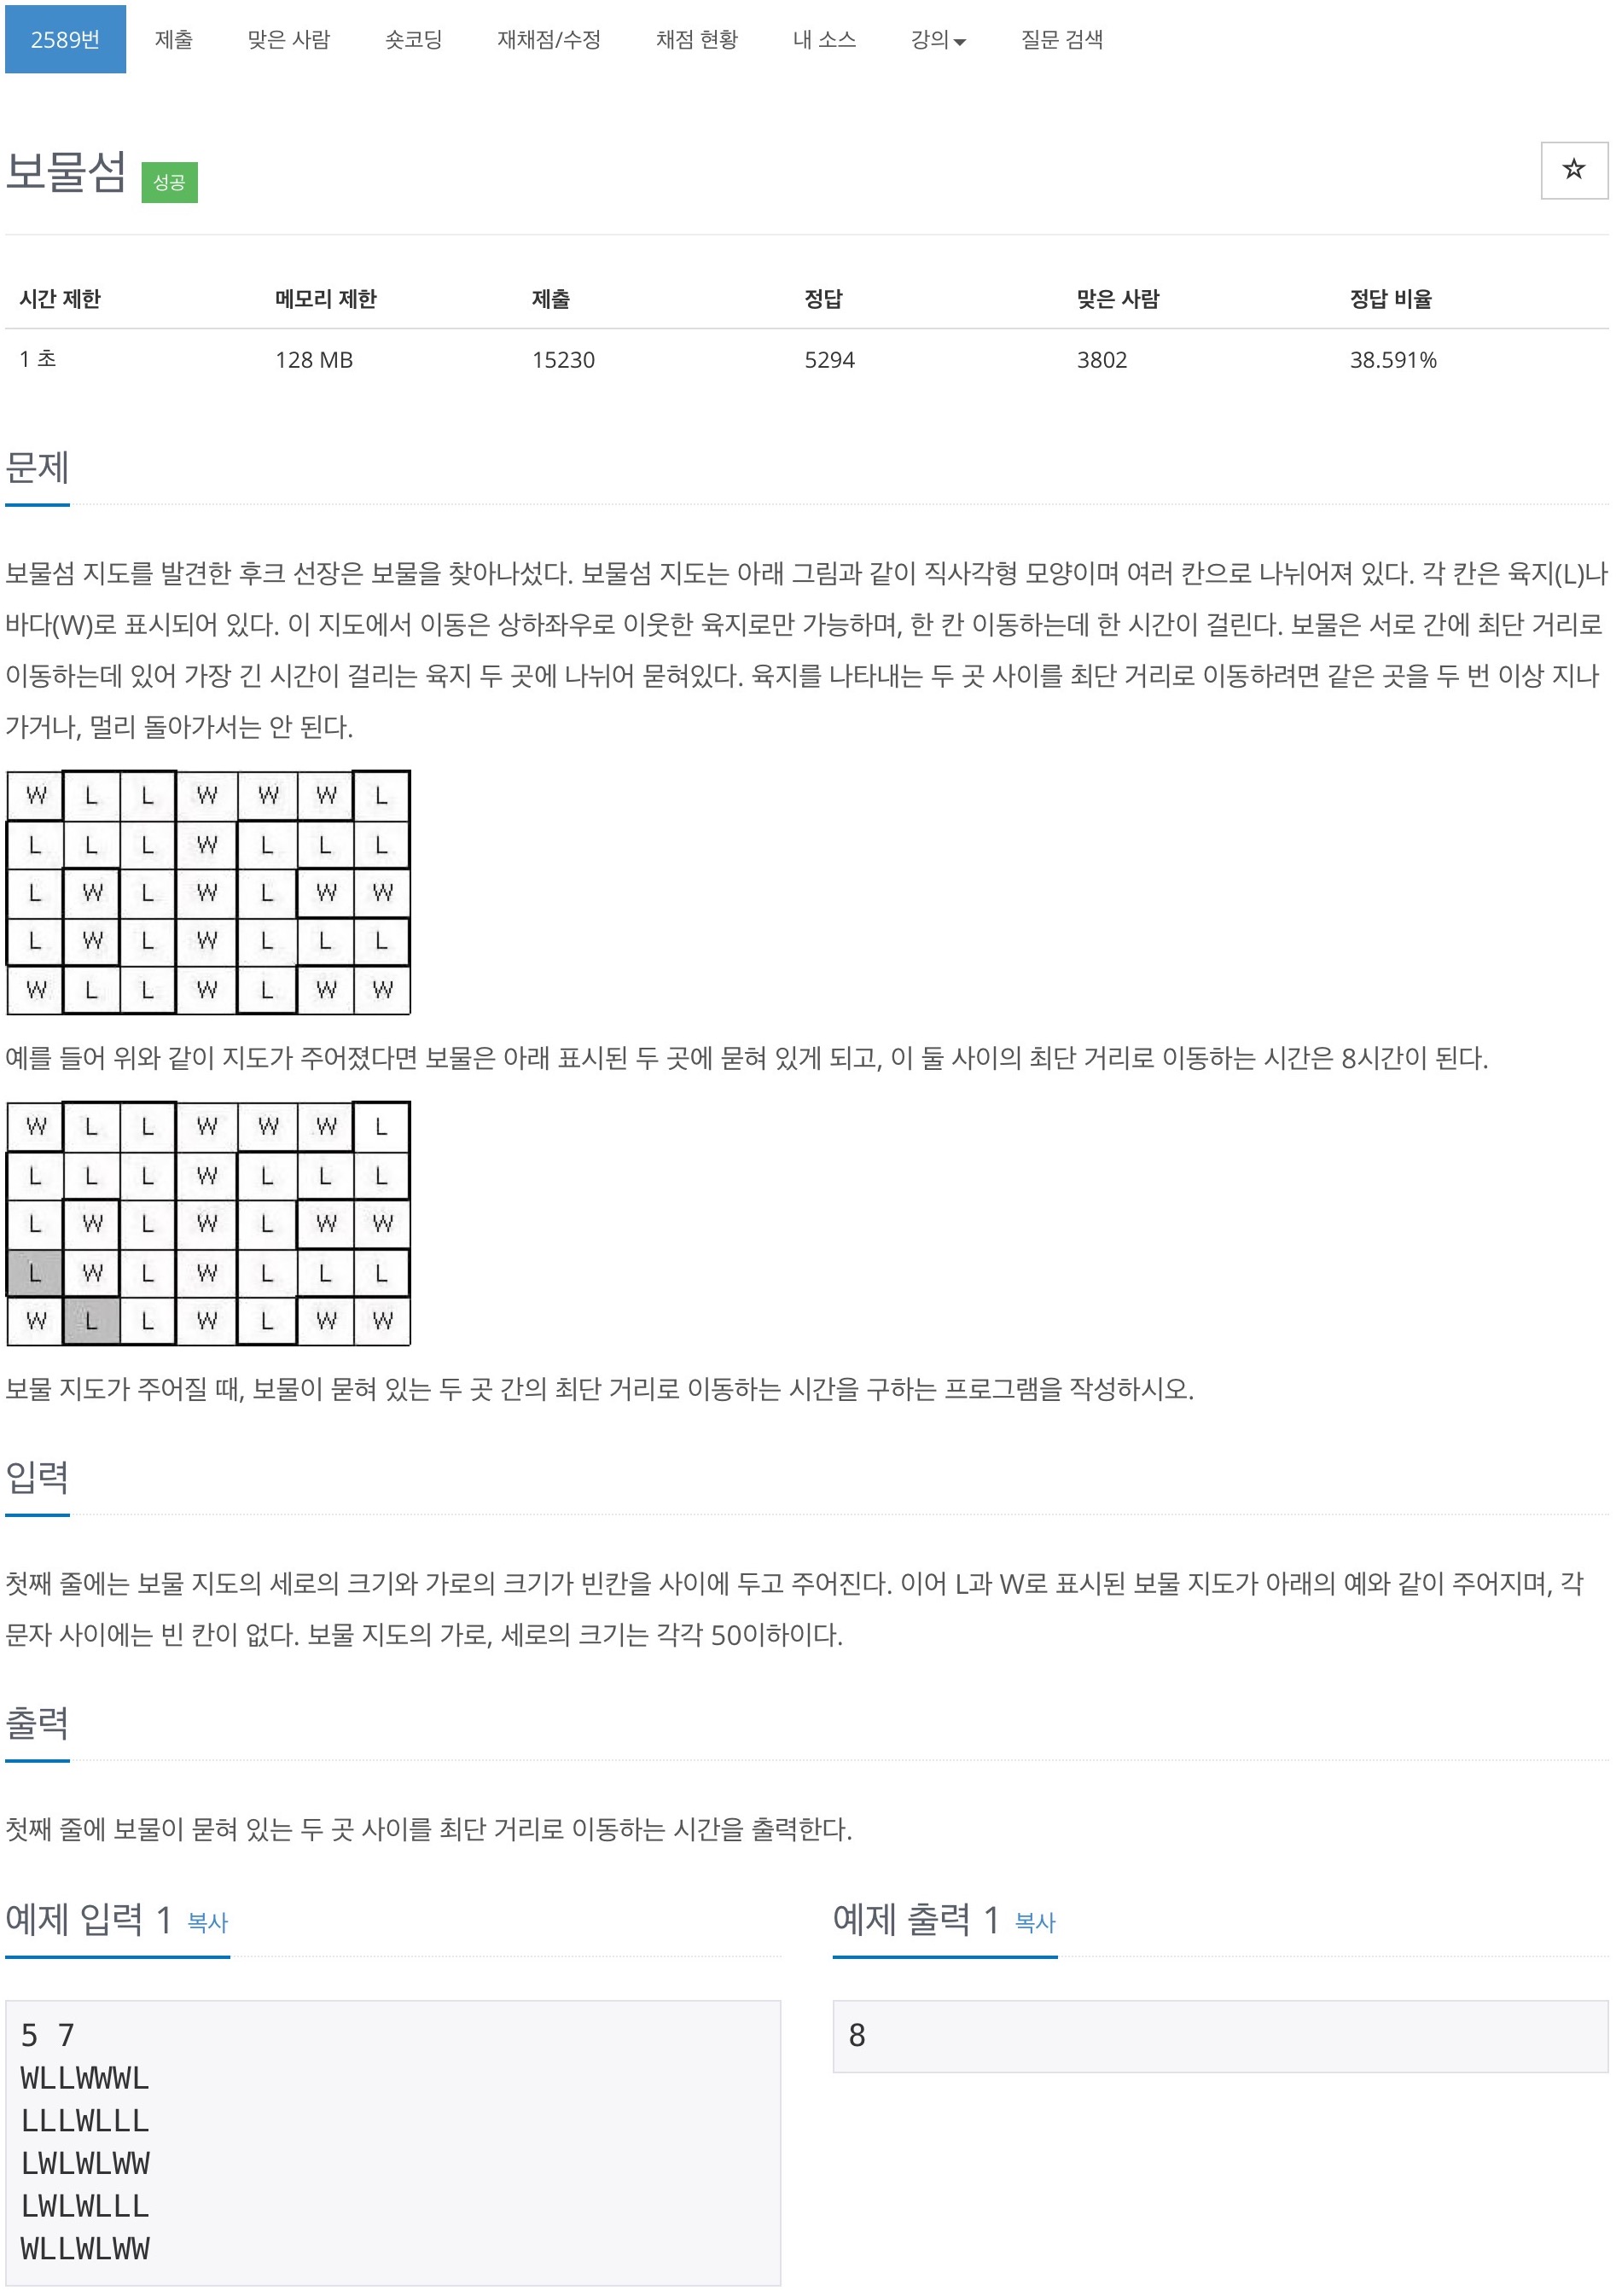 2589번 제출 맞은 사람 숏코딩 재채점/수정 채점 현황 내 소스 강의 질문 검색
보물섬 성공
시간 제한 메모리 제한 제출 정답 맞은 사람 정답 비율
1 초 128 MB 15230 5294 3802 38.591%
문제
보물섬 지도를 발견한 후크 선장은 보물을 찾아나섰다. 보물섬 지도는 아래 그림과 같이 직사각형 모양이며 여러 칸으로 나뉘어져 있다. 각 칸은 육지(L)나
바다(W)로 표시되어 있다. 이 지도에서 이동은 상하좌우로 이웃한 육지로만 가능하며, 한 칸 이동하는데 한 시간이 걸린다. 보물은 서로 간에 최단 거리로
이동하는데 있어 가장 긴 시간이 걸리는 육지 두 곳에 나뉘어 묻혀있다. 육지를 나타내는 두 곳 사이를 최단 거리로 이동하려면 같은 곳을 두 번 이상 지나
가거나, 멀리 돌아가서는 안 된다.
W L L W W W L
L L L W L L L
L W L W L W W
L W L W L L L
W L L W L W W
예를 들어 위와 같이 지도가 주어졌다면 보물은 아래 표시된 두 곳에 묻혀 있게 되고, 이 둘 사이의 최단 거리로 이동하는 시간은 8시간이 된다.
W L L W W W L
L L L W L L L
L W L W L W W
L W L W L L L
W L L W L W W
보물 지도가 주어질 때, 보물이 묻혀 있는 두 곳 간의 최단 거리로 이동하는 시간을 구하는 프로그램을 작성하시오.
입력
첫째 줄에는 보물 지도의 세로의 크기와 가로의 크기가 빈칸을 사이에 두고 주어진다. 이어 L과 W로 표시된 보물 지도가 아래의 예와 같이 주어지며, 각
문자 사이에는 빈 칸이 없다. 보물 지도의 가로, 세로의 크기는 각각 50이하이다.
출력
첫째 줄에 보물이 묻혀 있는 두 곳 사이를 최단 거리로 이동하는 시간을 출력한다.
예제 입력 1 복사
5 7
WLLWWWL
LLLWLLL
LWLWLWW
LWLWLLL
WLLWLWW
예제 출력 1 복사
8